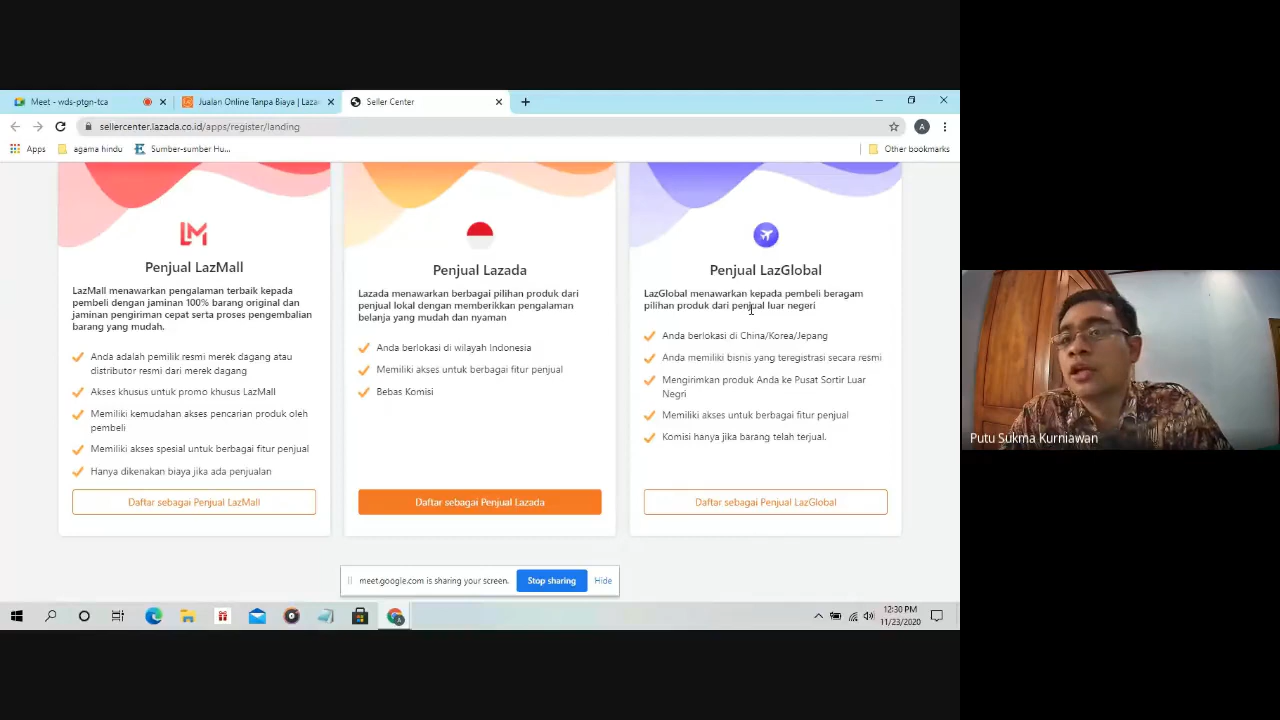 Meet - wds-ptgn-tca
Jualan Online Tanpa Biaya | Laza
Seller Center
sellercenter.lazada.co.id/apps/register/landing
A
Apps
agama hindu
Sumber-sumber Hu...
Other bookmarks
LM
Penjual LazMall
LazMall menawarkan pengalaman terbaik kepada
pembeli dengan jaminan 100% barang original dan
jaminan pengiriman cepat serta proses pengembalian
barang yang mudah.
Anda adalah pemilik resmi merek dagang atau
distributor resmi dari merek dagang
Akses khusus untuk promo khusus LazMall
Memiliki kemudahan akses pencarian produk oleh
pembeli
Memiliki akses spesial untuk berbagai fitur penjual
Hanya dikenakan biaya jika ada penjualan
Daftar sebagai Penjual LazMall
Penjual Lazada
Lazada menawarkan berbagai pilihan produk dari
penjual lokal dengan memberikkan pengalaman
belanja yang mudah dan nyaman
Anda berlokasi di wilayah Indonesia
Memiliki akses untuk berbagai fitur penjual
Bebas Komisi
Daftar sebagai Penjual Lazada
Penjual LazGlobal
LazGlobal menawarkan kepada pembeli beragam
pilihan produk dari penjual luar negeri
Anda berlokasi di China/Korea/Jepang
Anda memiliki bisnis yang teregistrasi secara resmi
Mengirimkan produk Anda ke Pusat Sortir Luar
Negri
Memiliki akses untuk berbagai fitur penjual
Komisi hanya jika barang telah terjual.
Daftar sebagai Penjual LazGlobal
meet.google.com is sharing your screen.
Stop sharing
Hide
12:30 PM
11/23/2020
Putu Sukma Kurniawan